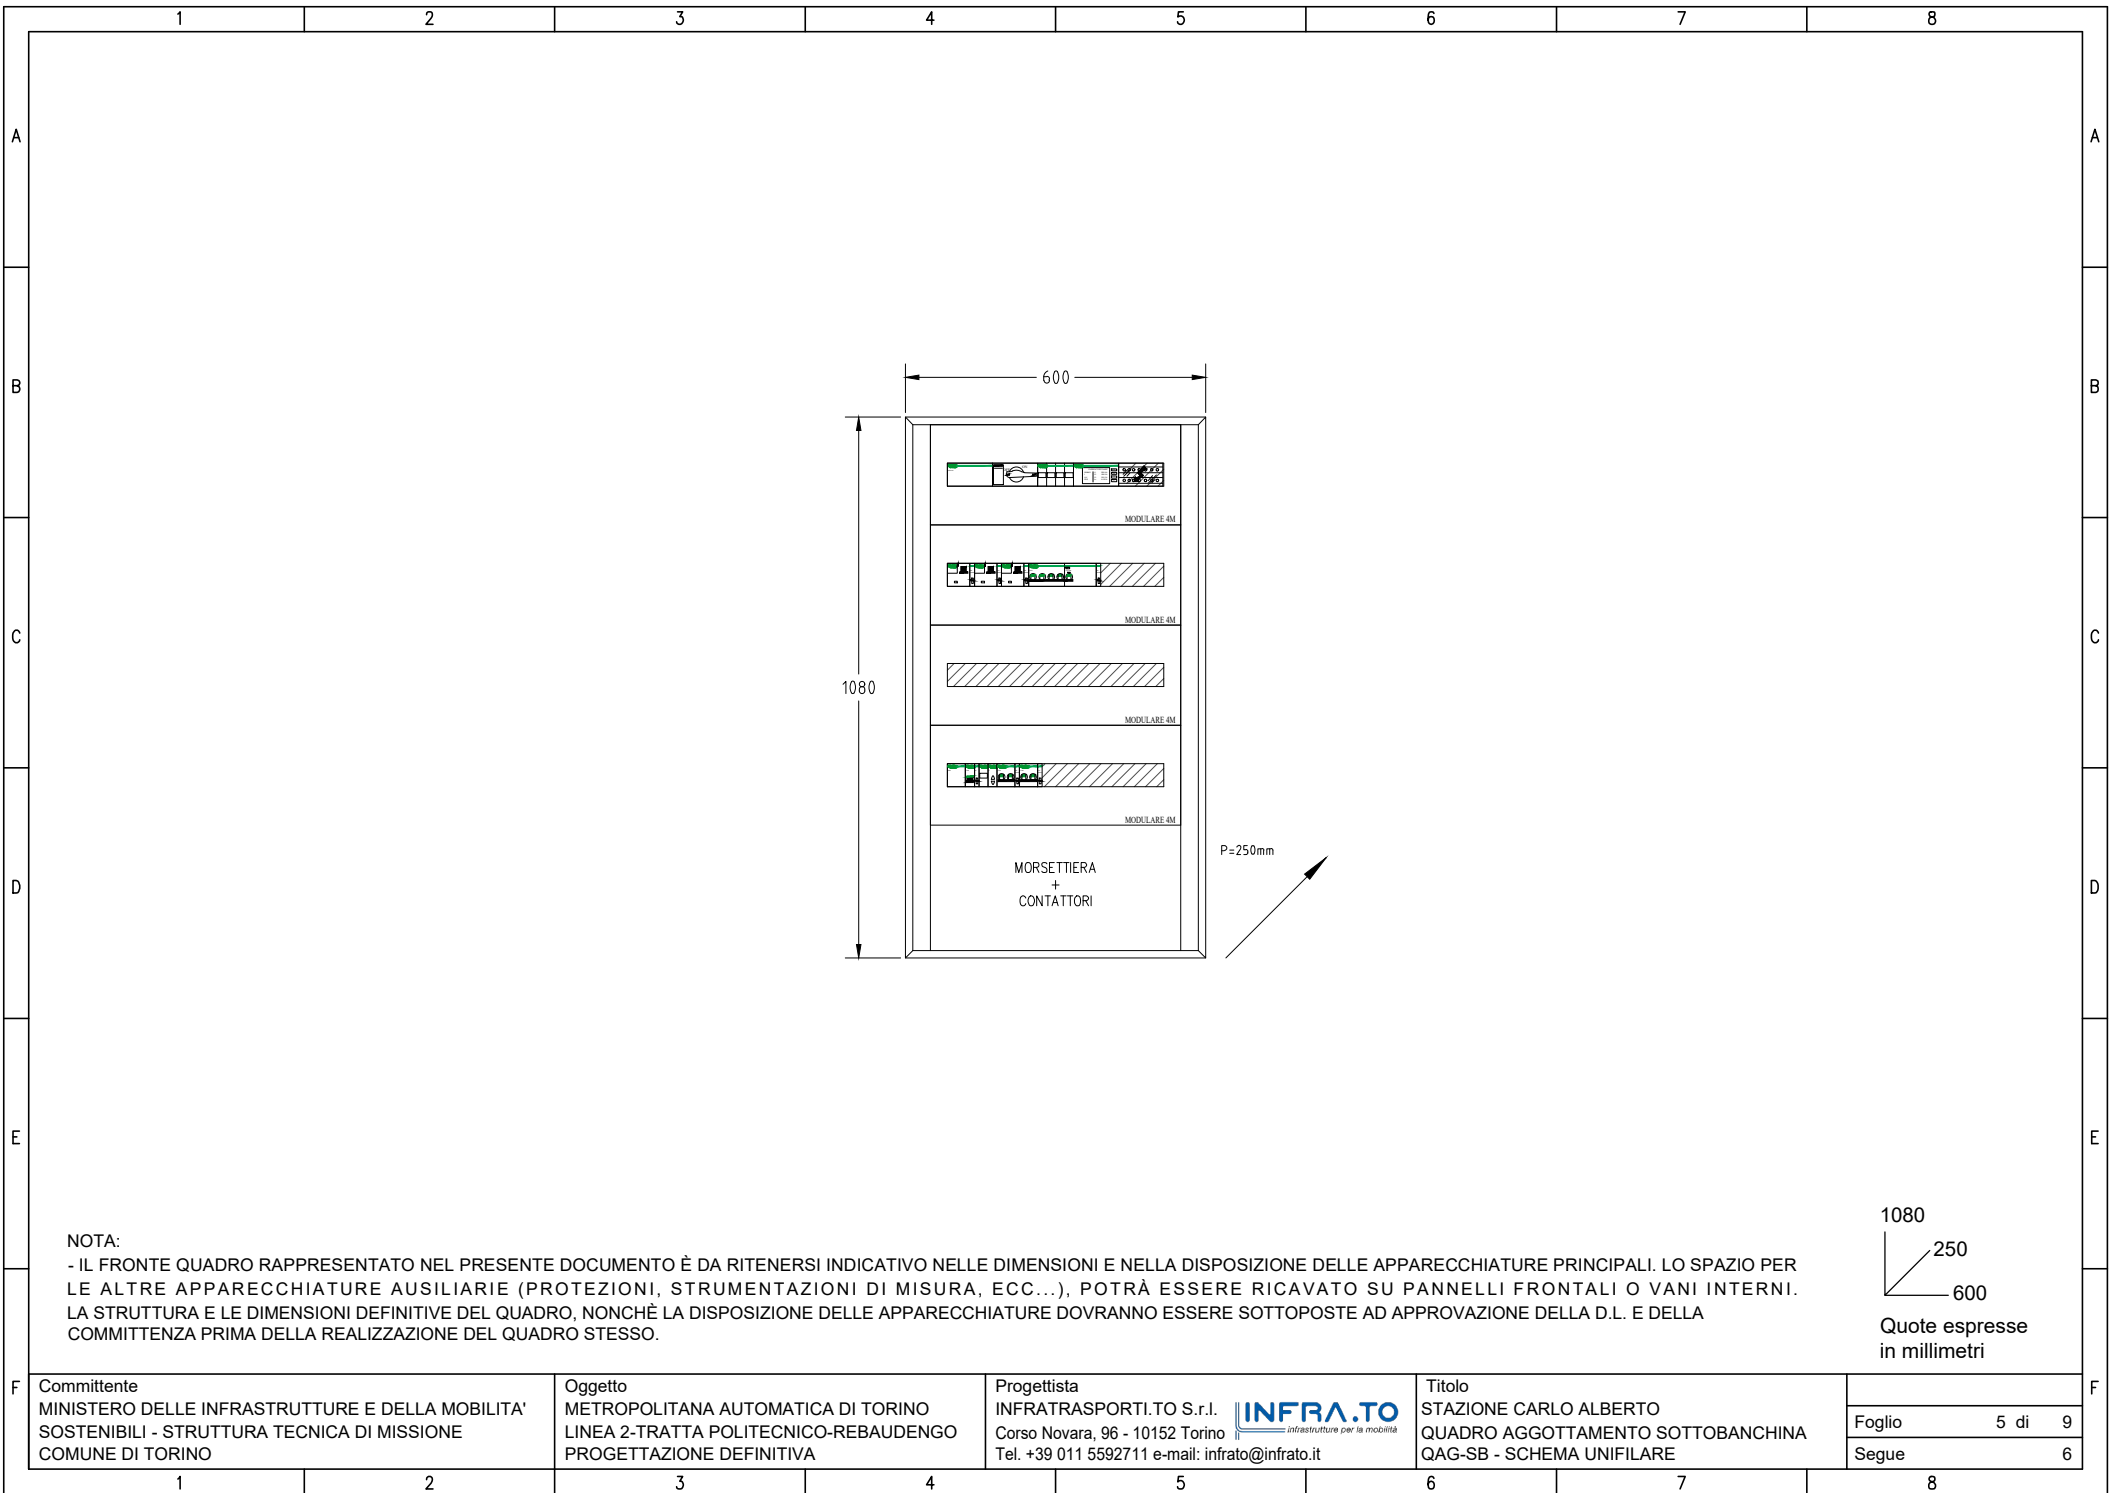 1 2 3 4 5 6 7 8
A A
B B
C C
D D
E E
F F
600
1080
MODULARE 4M
MODULARE 4M
MODULARE 4M
MODULARE 4M
MORSETTIERA
+
CONTATTORI
P=250mm
NOTA:
- IL FRONTE QUADRO RAPPRESENTATO NEL PRESENTE DOCUMENTO È DA RITENERSI INDICATIVO NELLE DIMENSIONI E NELLA DISPOSIZIONE DELLE APPARECCHIATURE PRINCIPALI. LO SPAZIO PER
LE ALTRE APPARECCHIATURE AUSILIARIE (PROTEZIONI, STRUMENTAZIONI DI MISURA, ECC...), POTRÀ ESSERE RICAVATO SU PANNELLI FRONTALI O VANI INTERNI.
LA STRUTTURA E LE DIMENSIONI DEFINITIVE DEL QUADRO, NONCHÈ LA DISPOSIZIONE DELLE APPARECCHIATURE DOVRANNO ESSERE SOTTOPOSTE AD APPROVAZIONE DELLA D.L. E DELLA
COMMITTENZA PRIMA DELLA REALIZZAZIONE DEL QUADRO STESSO.
1080
250
600
Quote espresse
in millimetri
Committente
MINISTERO DELLE INFRASTRUTTURE E DELLA MOBILITA'
SOSTENIBILI - STRUTTURA TECNICA DI MISSIONE
COMUNE DI TORINO
Oggetto
METROPOLITANA AUTOMATICA DI TORINO
LINEA 2-TRATTA POLITECNICO-REBAUDENGO
PROGETTAZIONE DEFINITIVA
Progettista
INFRATRASPORTI.TO S.r.l.
Corso Novara, 96 - 10152 Torino
Tel. +39 011 5592711 e-mail: infrato@infrato.it
INFRA.TO
infrastrutture per la mobilità
Titolo
STAZIONE CARLO ALBERTO
QUADRO AGGOTTAMENTO SOTTOBANCHINA
QAG-SB - SCHEMA UNIFILARE
Foglio 5 di 9
Segue 6
1 2 3 4 5 6 7 8